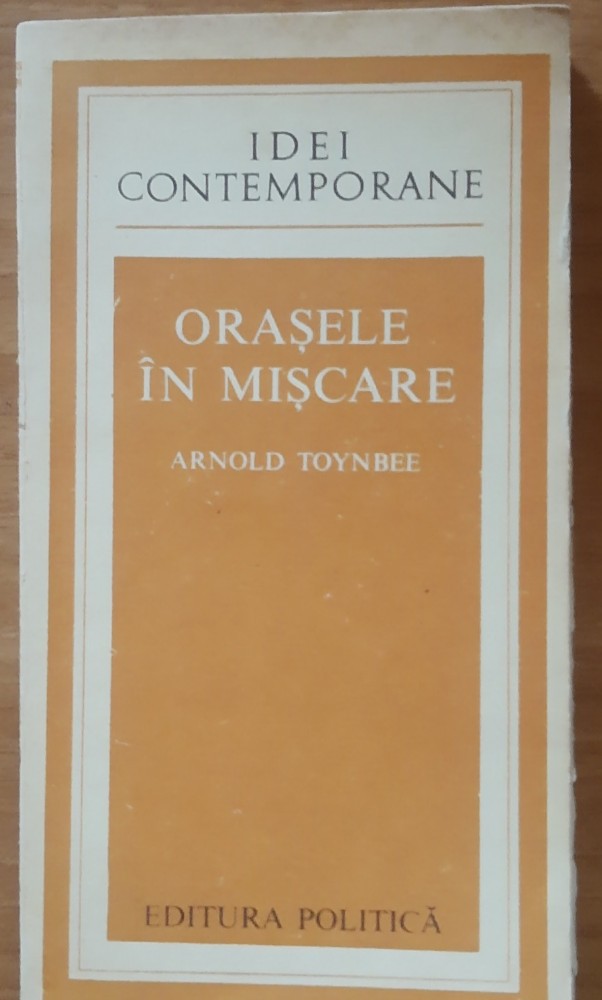 IDEI
CONTEMPORANE
ORAȘELE
ÎN MIȘCARE
ARNOLD TOYNBEE
EDITURA POLITICĂ